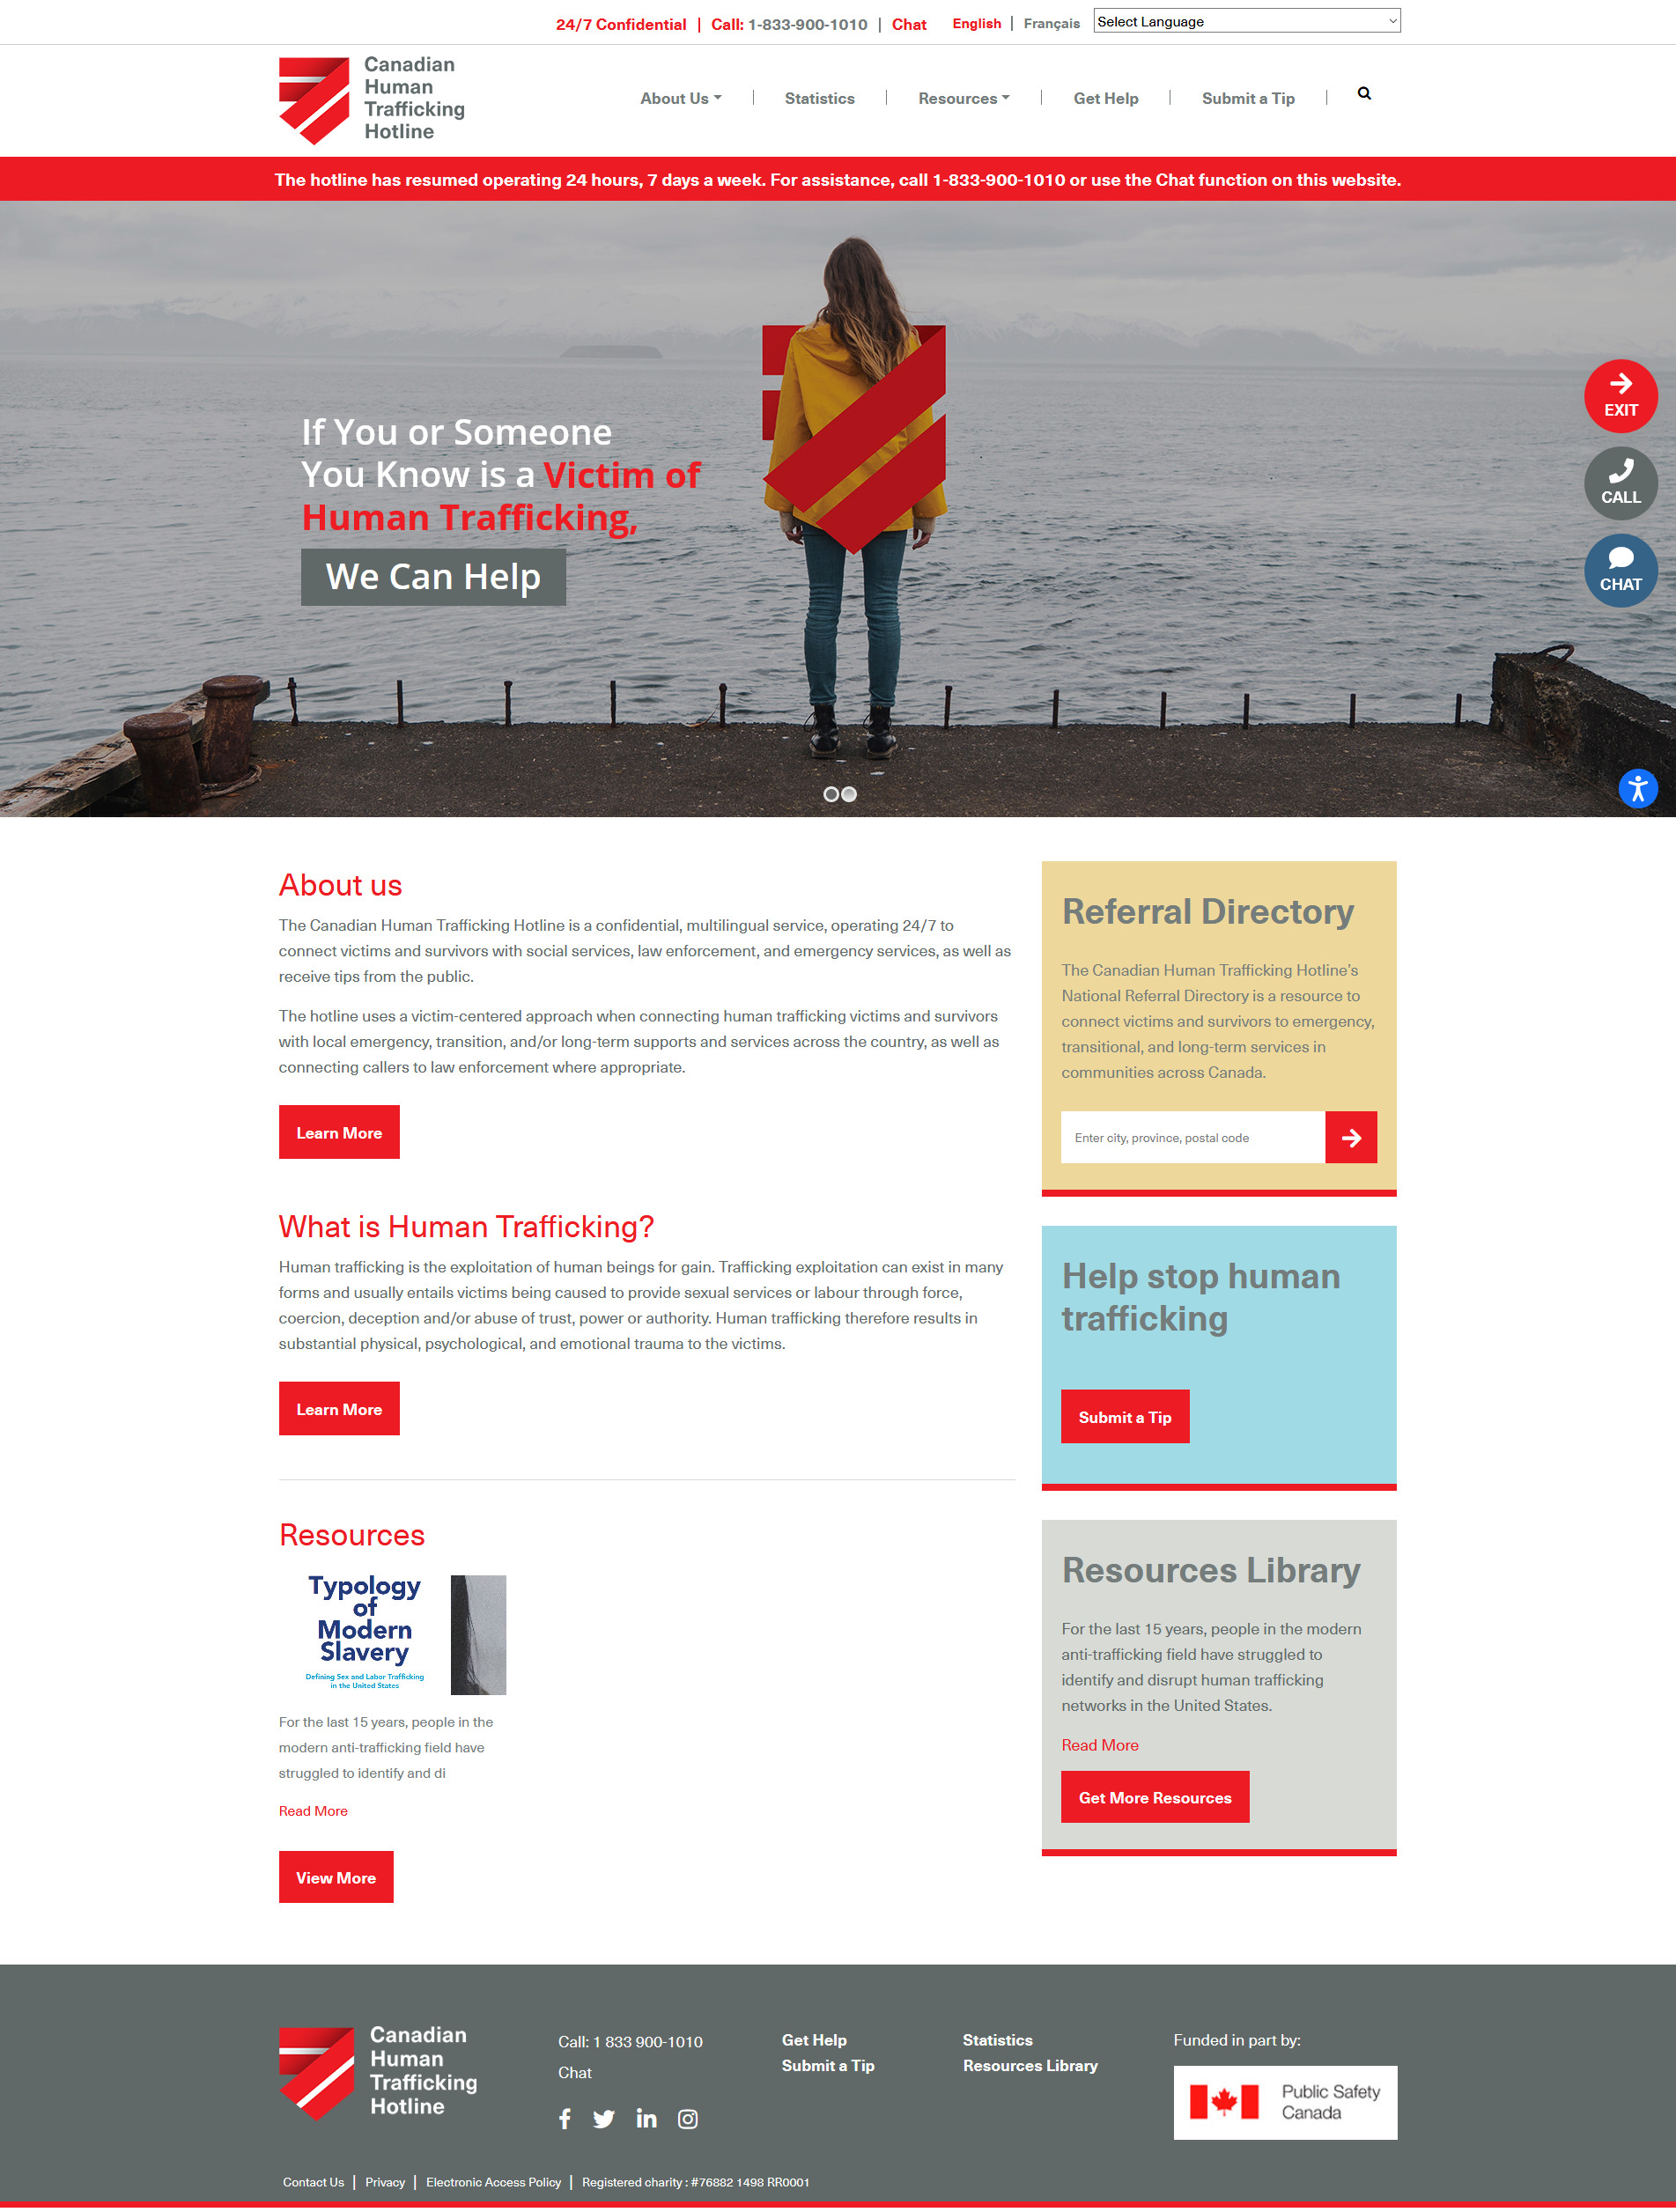 24/7 Confidential | Call: 1-833-900-1010 | Chat English | Français Select Language
Canadian
Human
Trafficking
Hotline
About Us | Statistics | Resources | Get Help | Submit a Tip |
The hotline has resumed operating 24 hours, 7 days a week. For assistance, call 1-833-900-1010 or use the Chat function on this website.
If You or Someone
You Know is a Victim of
Human Trafficking,
We Can Help
EXIT
CALL
CHAT
About us
The Canadian Human Trafficking Hotline is a confidential, multilingual service, operating 24/7 to
connect victims and survivors with social services, law enforcement, and emergency services, as well as
receive tips from the public.
The hotline uses a victim-centered approach when connecting human trafficking victims and survivors
with local emergency, transition, and/or long-term supports and services across the country, as well as
connecting callers to law enforcement where appropriate.
Learn More
What is Human Trafficking?
Human trafficking is the exploitation of human beings for gain. Trafficking exploitation can exist in many
forms and usually entails victims being caused to provide sexual services or labour through force,
coercion, deception and/or abuse of trust, power or authority. Human trafficking therefore results in
substantial physical, psychological, and emotional trauma to the victims.
Learn More
Resources
Typology
of
Modern
Slavery
Defining Sex and Labor Trafficking
in the United States
For the last 15 years, people in the
modern anti-trafficking field have
struggled to identify and di
Read More
View More
Referral Directory
The Canadian Human Trafficking Hotline's
National Referral Directory is a resource to
connect victims and survivors to emergency,
transitional, and long-term services in
communities across Canada.
Enter city, province, postal code
Help stop human
trafficking
Submit a Tip
Resources Library
For the last 15 years, people in the modern
anti-trafficking field have struggled to
identify and disrupt human trafficking
networks in the United States.
Read More
Get More Resources
Canadian
Human
Trafficking
Hotline
Call: 1 833 900-1010
Chat
Get Help
Submit a Tip
Statistics
Resources Library
Funded in part by:
Public Safety
Canada
Contact Us | Privacy | Electronic Access Policy | Registered charity : #76882 1498 RR0001